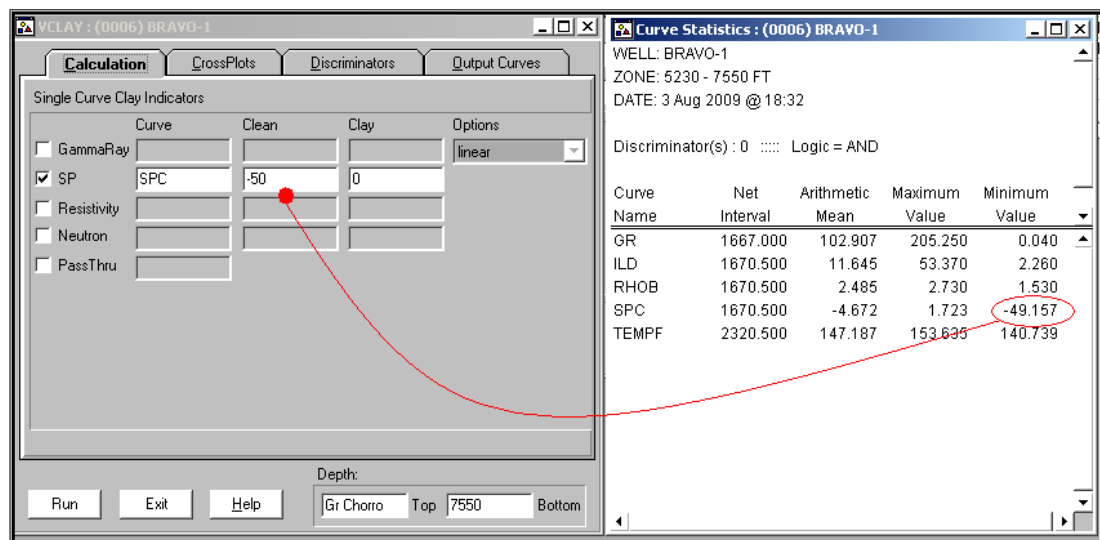 VCLAY : (0006) BRAVO-1
Calculation CrossPlots Discriminators Output Curves
Single Curve Clay Indicators
Curve Clean Clay Options
GammaRay linear
SP SPC -50 0
Resistivity
Neutron
PassThru
Depth:
Run Exit Help Gr Chorro Top 7550 Bottom
Curve Statistics : (0006) BRAVO-1
WELL: BRAVO-1
ZONE: 5230 - 7550 FT
DATE: 3 Aug 2009 @ 18:32
Discriminator(s) : 0 ::::: Logic = AND
Curve Net Arithmetic Maximum Minimum
Name Interval Mean Value Value
GR 1667.000 102.907 205.250 0.040
ILD 1670.500 11.645 53.370 2.260
RHOB 1670.500 2.485 2.730 1.530
SPC 1670.500 -4.672 1.723 -49.157
TEMPF 2320.500 147.187 153.635 140.739